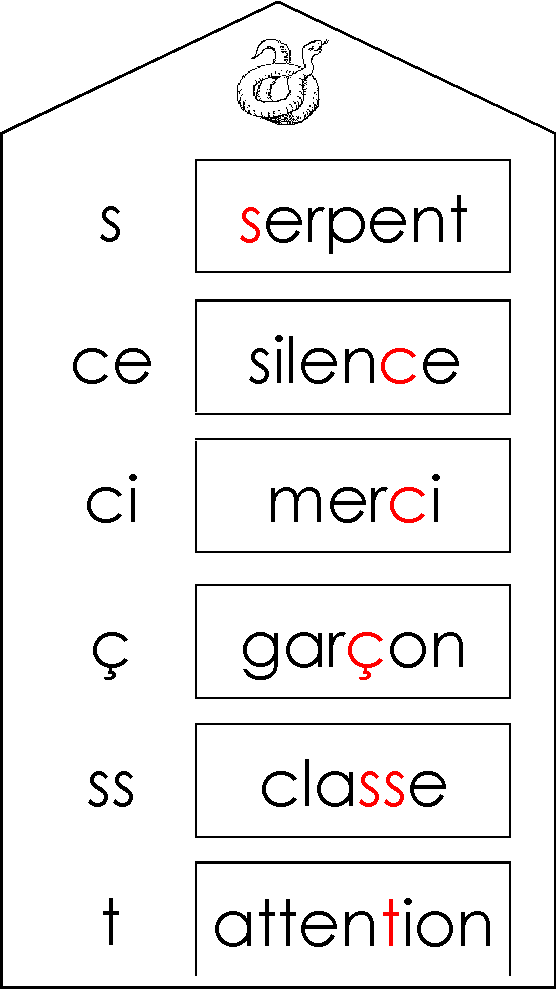 s serpent
ce silence
ci merci
ç garçon
ss classe
t attention